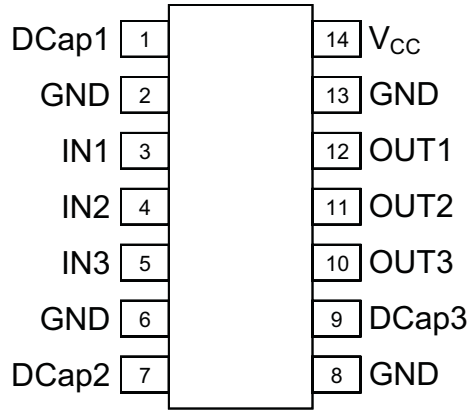 DCap1 1 14 VCC
GND 2 13 GND
IN1 3 12 OUT1
IN2 4 11 OUT2
IN3 5 10 OUT3
GND 6 9 DCap3
DCap2 7 8 GND